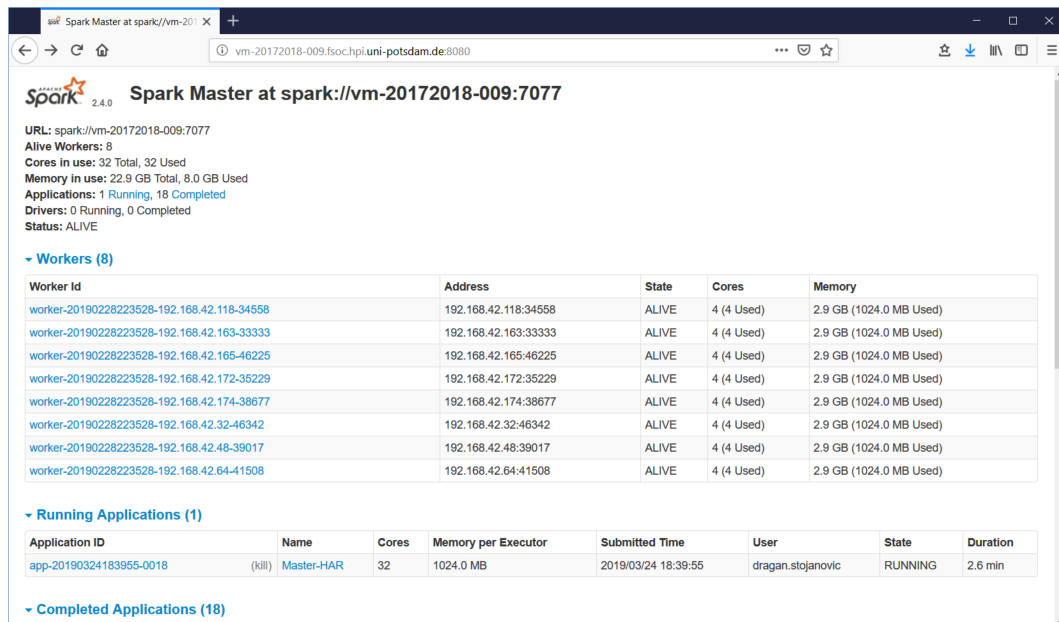 Spark Master at spark://vm-201
vm-20172018-009.fsoc.hpi.uni-potsdam.de:8080
APACHE
Spark 2.4.0 Spark Master at spark://vm-20172018-009:7077
URL: spark://vm-20172018-009:7077
Alive Workers: 8
Cores in use: 32 Total, 32 Used
Memory in use: 22.9 GB Total, 8.0 GB Used
Applications: 1 Running, 18 Completed
Drivers: 0 Running, 0 Completed
Status: ALIVE
Workers (8)
Worker Id Address State Cores Memory
worker-20190228223528-192.168.42.118-34558 192.168.42.118:34558 ALIVE 4 (4 Used) 2.9 GB (1024.0 MB Used)
worker-20190228223528-192.168.42.163-33333 192.168.42.163:33333 ALIVE 4 (4 Used) 2.9 GB (1024.0 MB Used)
worker-20190228223528-192.168.42.165-46225 192.168.42.165:46225 ALIVE 4 (4 Used) 2.9 GB (1024.0 MB Used)
worker-20190228223528-192.168.42.172-35229 192.168.42.172:35229 ALIVE 4 (4 Used) 2.9 GB (1024.0 MB Used)
worker-20190228223528-192.168.42.174-38677 192.168.42.174:38677 ALIVE 4 (4 Used) 2.9 GB (1024.0 MB Used)
worker-20190228223528-192.168.42.32-46342 192.168.42.32:46342 ALIVE 4 (4 Used) 2.9 GB (1024.0 MB Used)
worker-20190228223528-192.168.42.48-39017 192.168.42.48:39017 ALIVE 4 (4 Used) 2.9 GB (1024.0 MB Used)
worker-20190228223528-192.168.42.64-41508 192.168.42.64:41508 ALIVE 4 (4 Used) 2.9 GB (1024.0 MB Used)
Running Applications (1)
Application ID Name Cores Memory per Executor Submitted Time User State Duration
app-20190324183955-0018 (kill) Master-HAR 32 1024.0 MB 2019/03/24 18:39:55 dragan.stojanovic RUNNING 2.6 min
Completed Applications (18)